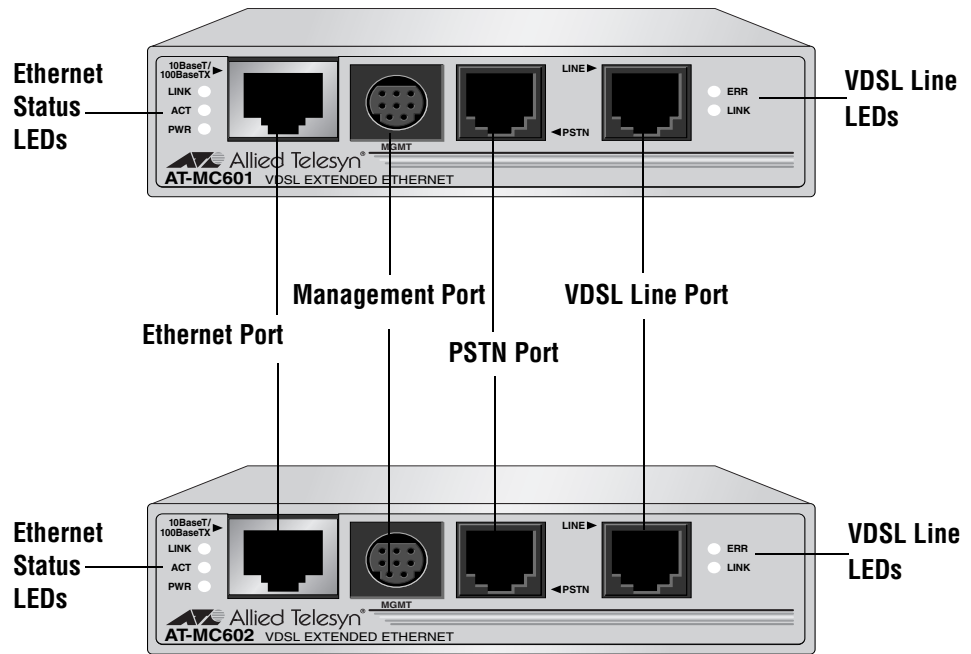 Ethernet
Status
LEDs
10BaseT/
100BaseTX
LINK
ACT
PWR
MGMT
LINE
PSTN
ERR
LINK
VDSL Line
LEDs
Allied Telesyn®
AT-MC601 VDSL EXTENDED ETHERNET
Management Port
VDSL Line Port
Ethernet Port
PSTN Port
Ethernet
Status
LEDs
10BaseT/
100BaseTX
LINK
ACT
PWR
MGMT
LINE
PSTN
ERR
LINK
VDSL Line
LEDs
Allied Telesyn®
AT-MC602 VDSL EXTENDED ETHERNET